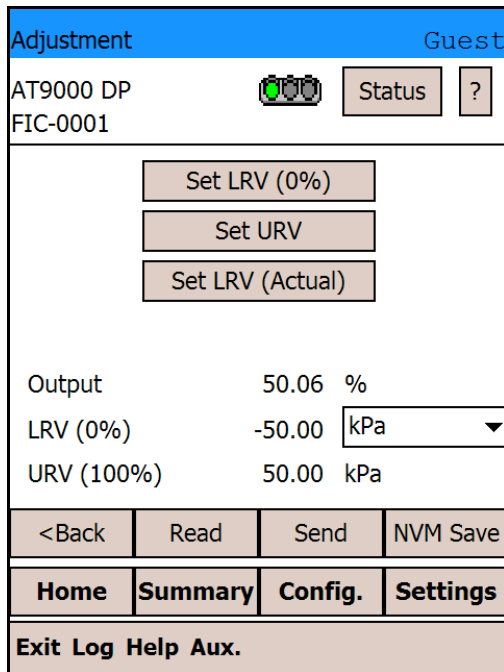 Adjustment Guest
AT9000 DP Status ?
FIC-0001
Set LRV (0%)
Set URV
Set LRV (Actual)
Output 50.06 %
LRV (0%) -50.00 kPa
URV (100%) 50.00 kPa
<Back Read Send NVM Save
Home Summary Config. Settings
Exit Log Help Aux.